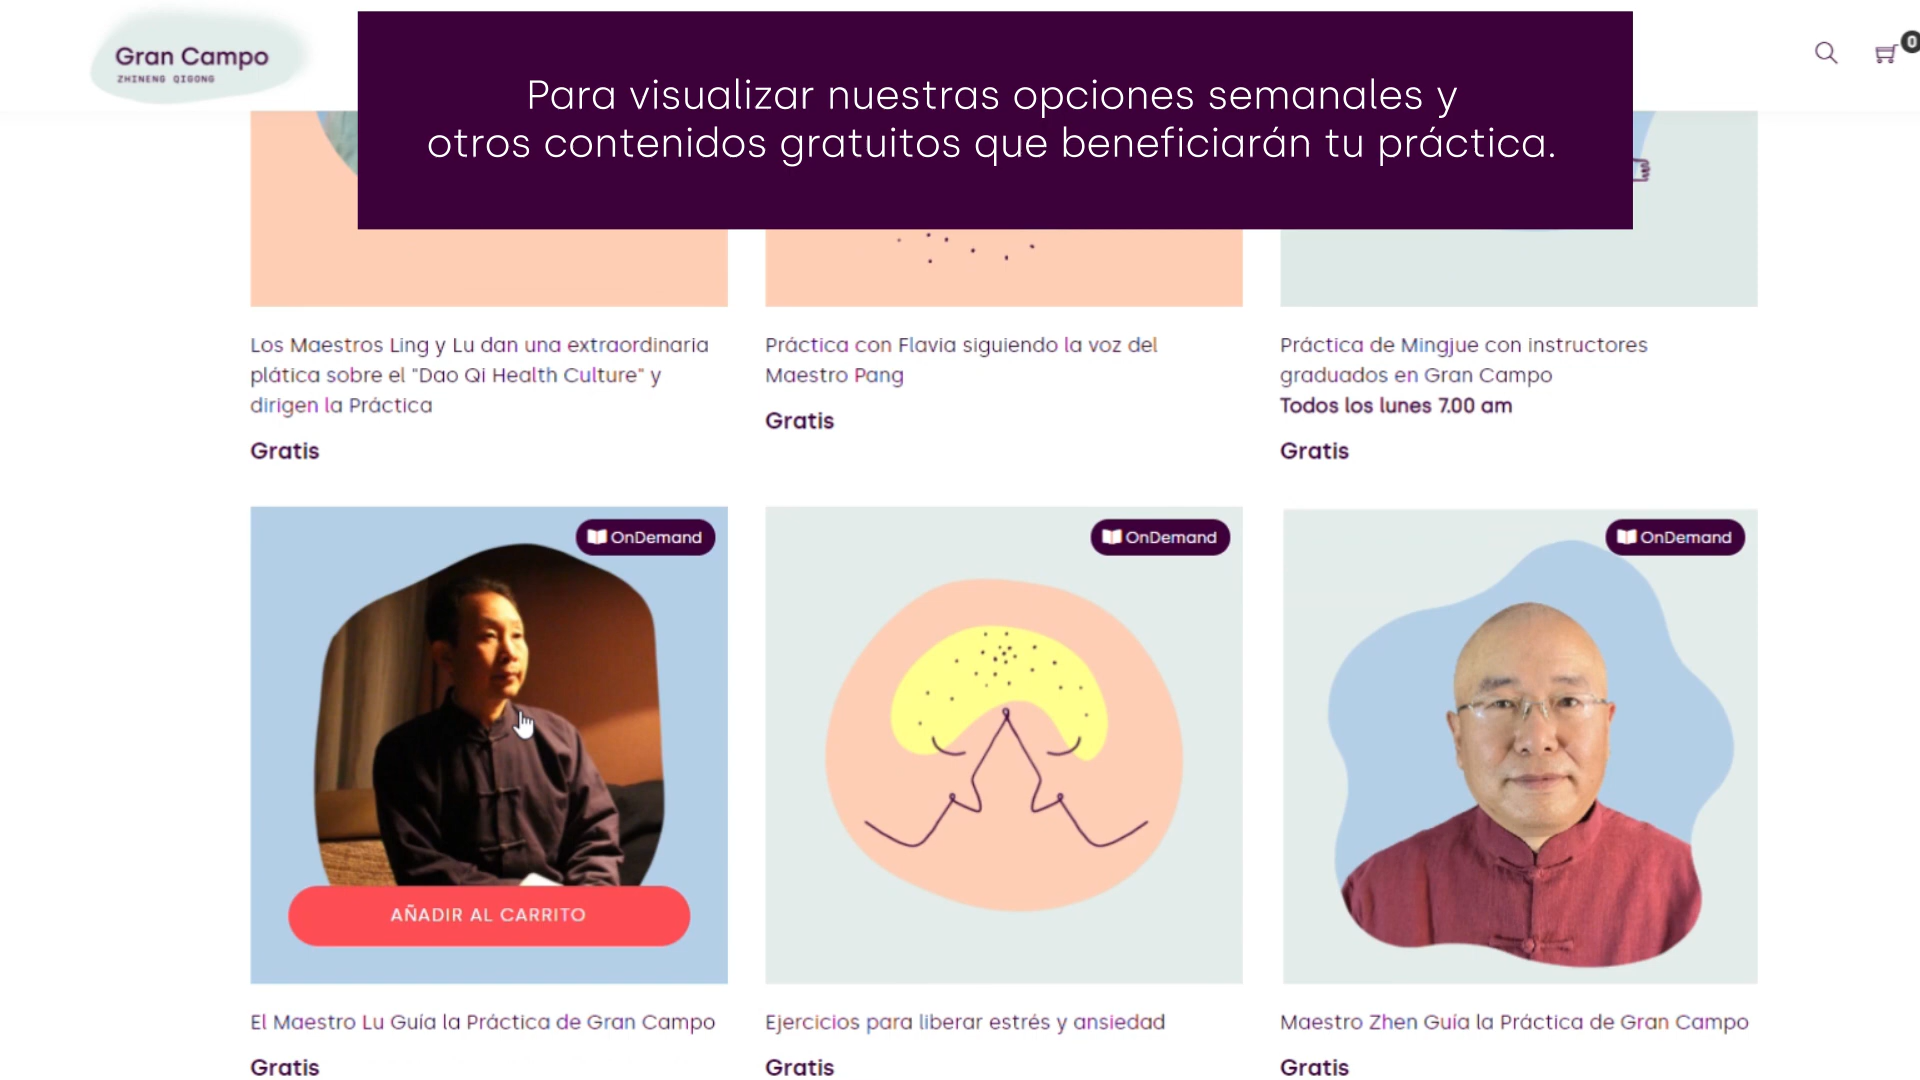 Gran Campo
ZHINENG QIGONG
Para visualizar nuestras opciones semanales y
otros contenidos gratuitos que beneficiarán tu práctica.
0
Los Maestros Ling y Lu dan una extraordinaria
plática sobre el "Dao Qi Health Culture" y
dirigen la Práctica
Gratis
Práctica con Flavia siguiendo la voz del
Maestro Pang
Gratis
Práctica de Mingjue con instructores
graduados en Gran Campo
Todos los lunes 7.00 am
Gratis
OnDemand
AÑADIR AL CARRITO
El Maestro Lu Guía la Práctica de Gran Campo
Gratis
OnDemand
Ejercicios para liberar estrés y ansiedad
Gratis
OnDemand
Maestro Zhen Guía la Práctica de Gran Campo
Gratis